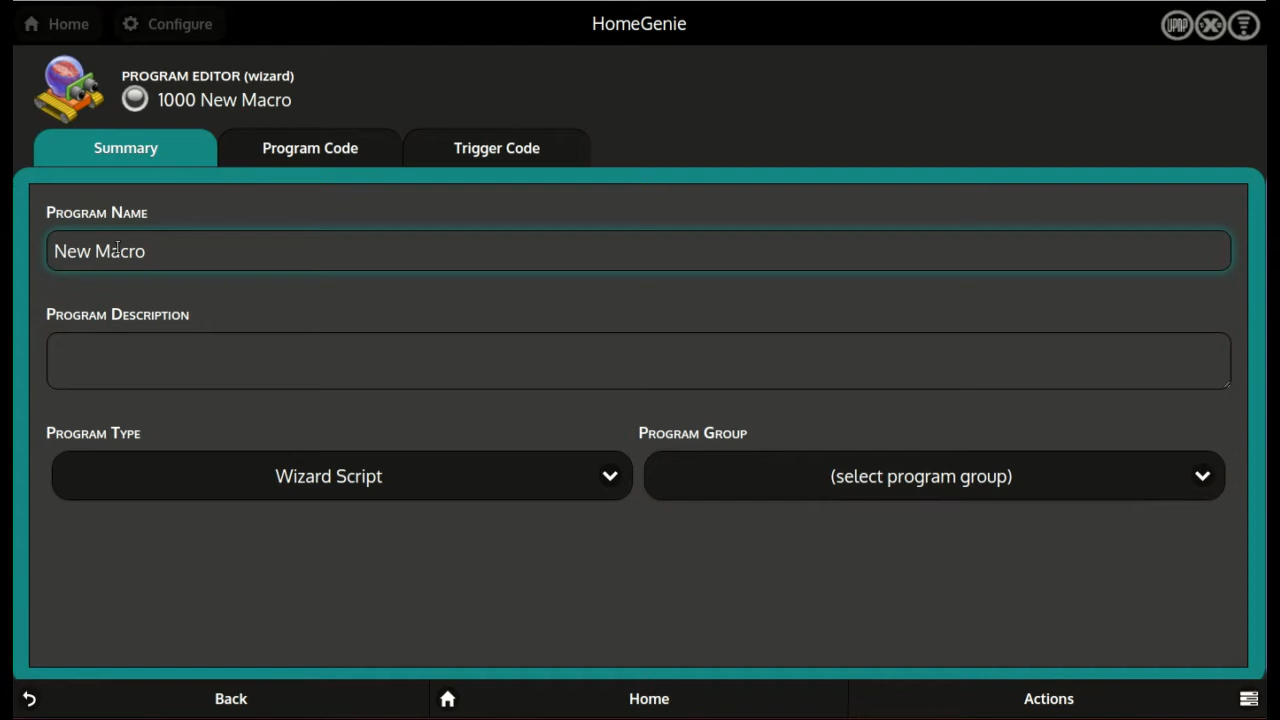 Home
Configure
HomeGenie
UPnP
X
PROGRAM EDITOR (wizard)
1000 New Macro
Summary
Program Code
Trigger Code
Program Name
New Macro
Program Description
Program Type
Program Group
Wizard Script
(select program group)
Back
Home
Actions